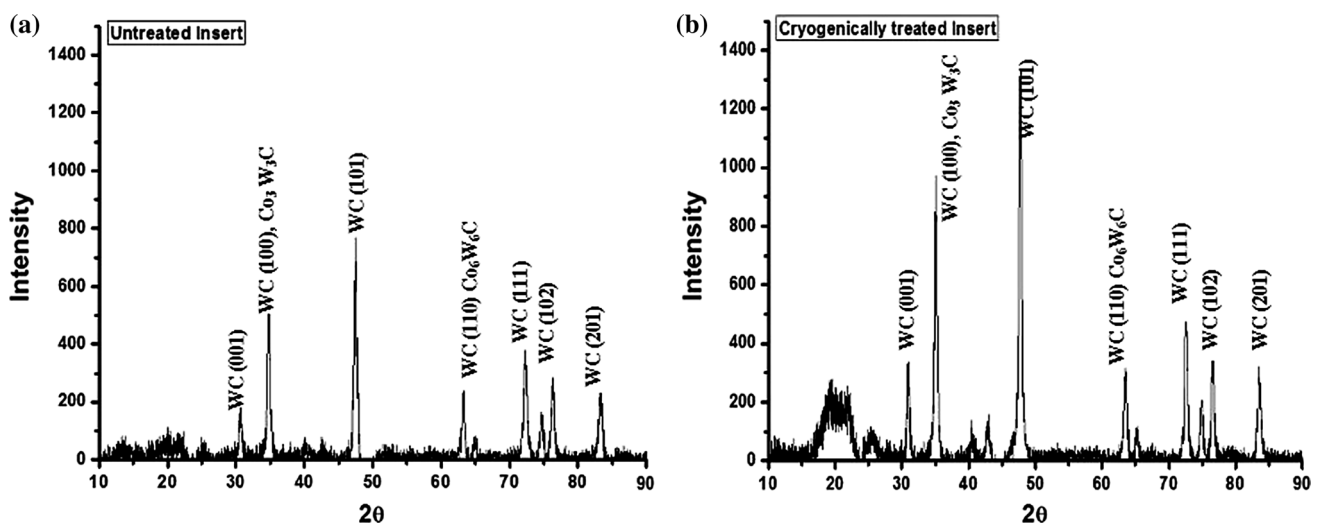 (a)
Untreated Insert
1400
1200
1000
800
600
400
200
0
Intensity
WC (001)
WC (100), Co₃ W₃C
WC (101)
WC (110) Co₆W₆C
WC (111)
WC (102)
WC (201)
10 20 30 40 50 60 70 80 90
2θ
(b)
Cryogenically treated Insert
1400
1200
1000
800
600
400
200
0
Intensity
WC (001)
WC (100), Co₃ W₃C
WC (101)
WC (110) Co₆W₆C
WC (111)
WC (102)
WC (201)
10 20 30 40 50 60 70 80 90
2θ